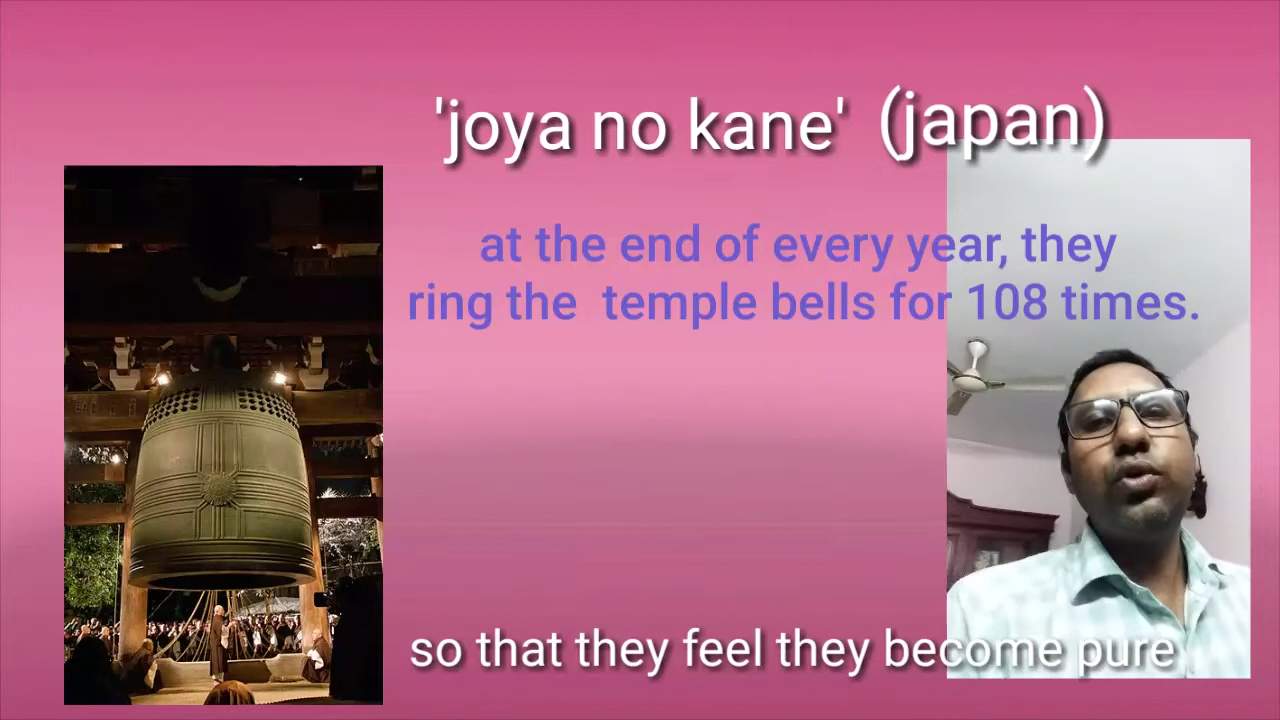 'joya no kane' (japan)
at the end of every year, they
ring the temple bells for 108 times.
so that they feel they become pure